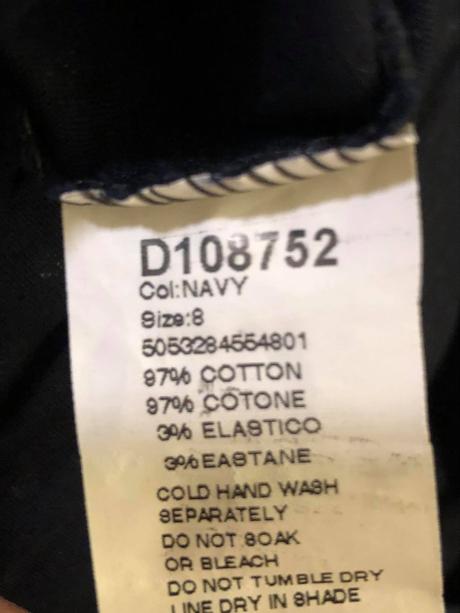 D108752
Col:NAVY
Size:8
5053284554801
97% COTTON
97% COTONE
3% ELASTICO
3% EASTANE
COLD HAND WASH
SEPARATELY
DO NOT SOAK
OR BLEACH
DO NOT TUMBLE DRY
LINE DRY IN SHADE